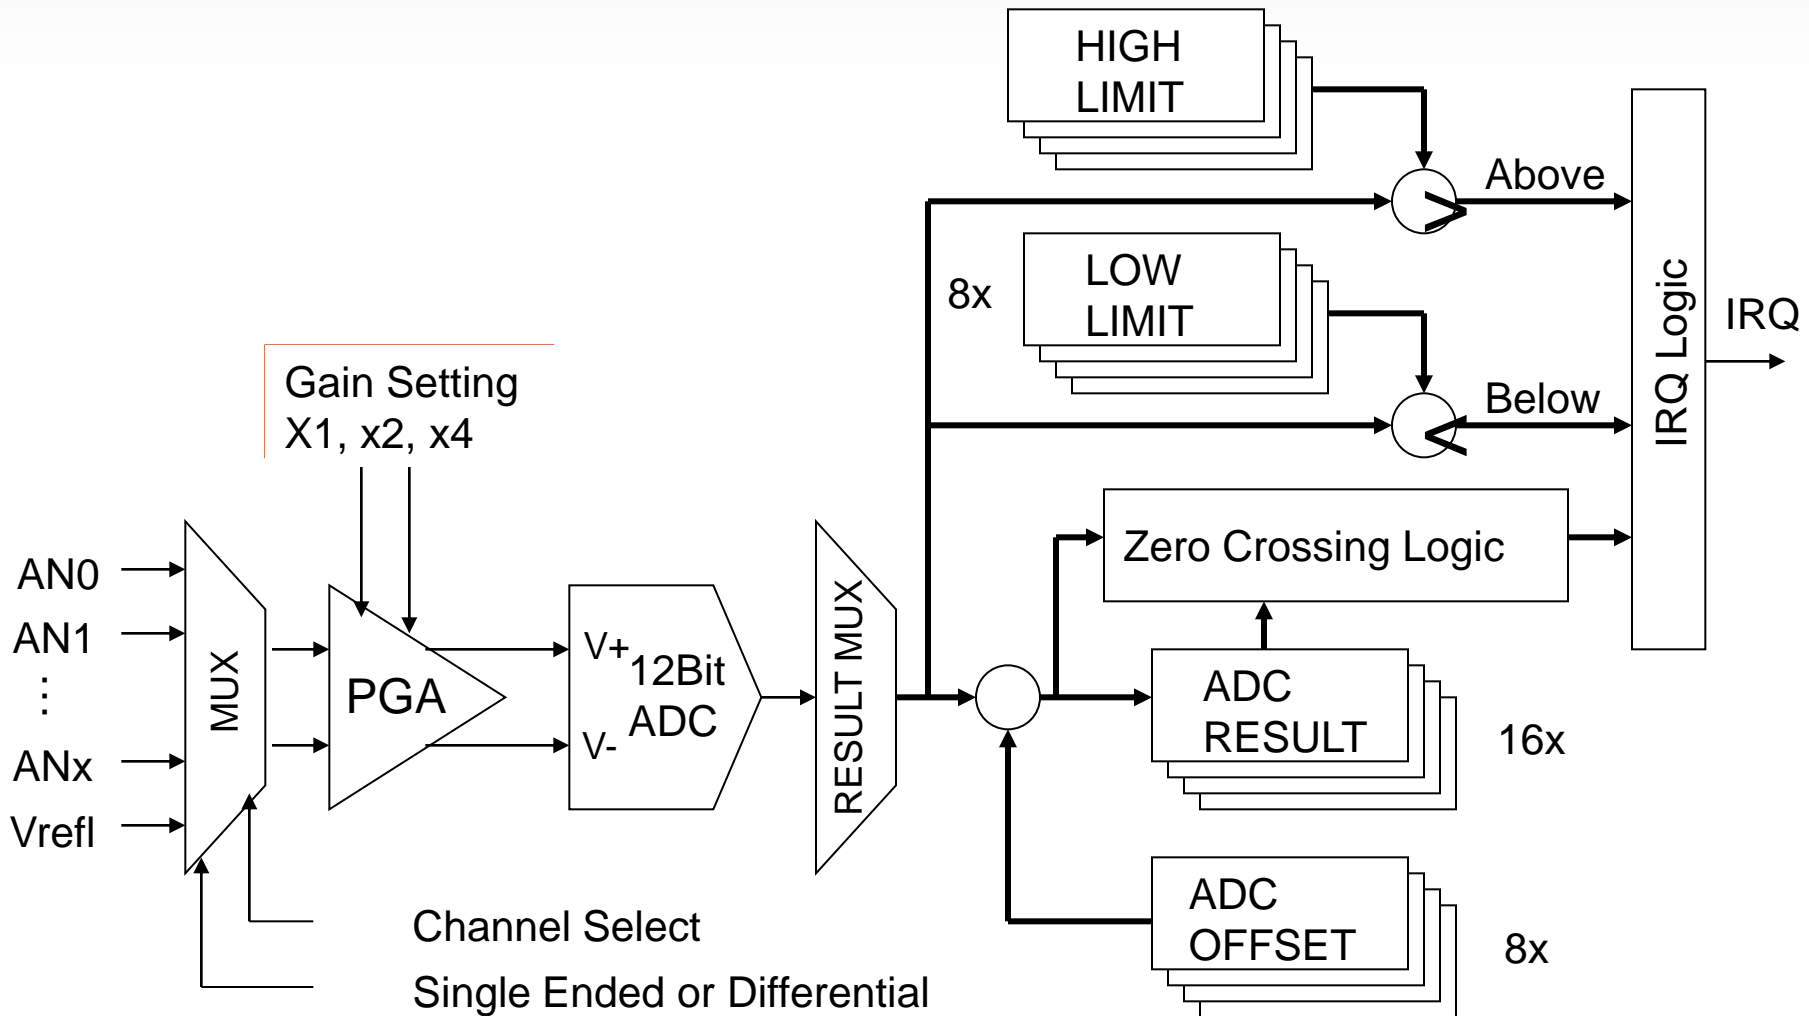 HIGH
LIMIT
Above
>
LOW
LIMIT
8x
IRQ
IRQ Logic
Gain Setting
X1, x2, x4
Below
<
Zero Crossing Logic
AN0
AN1
⋮
ANx
Vrefl
MUX
PGA
V+
12Bit
ADC
V-
RESULT MUX
ADC
RESULT
16x
ADC
OFFSET
8x
Channel Select
Single Ended or Differential